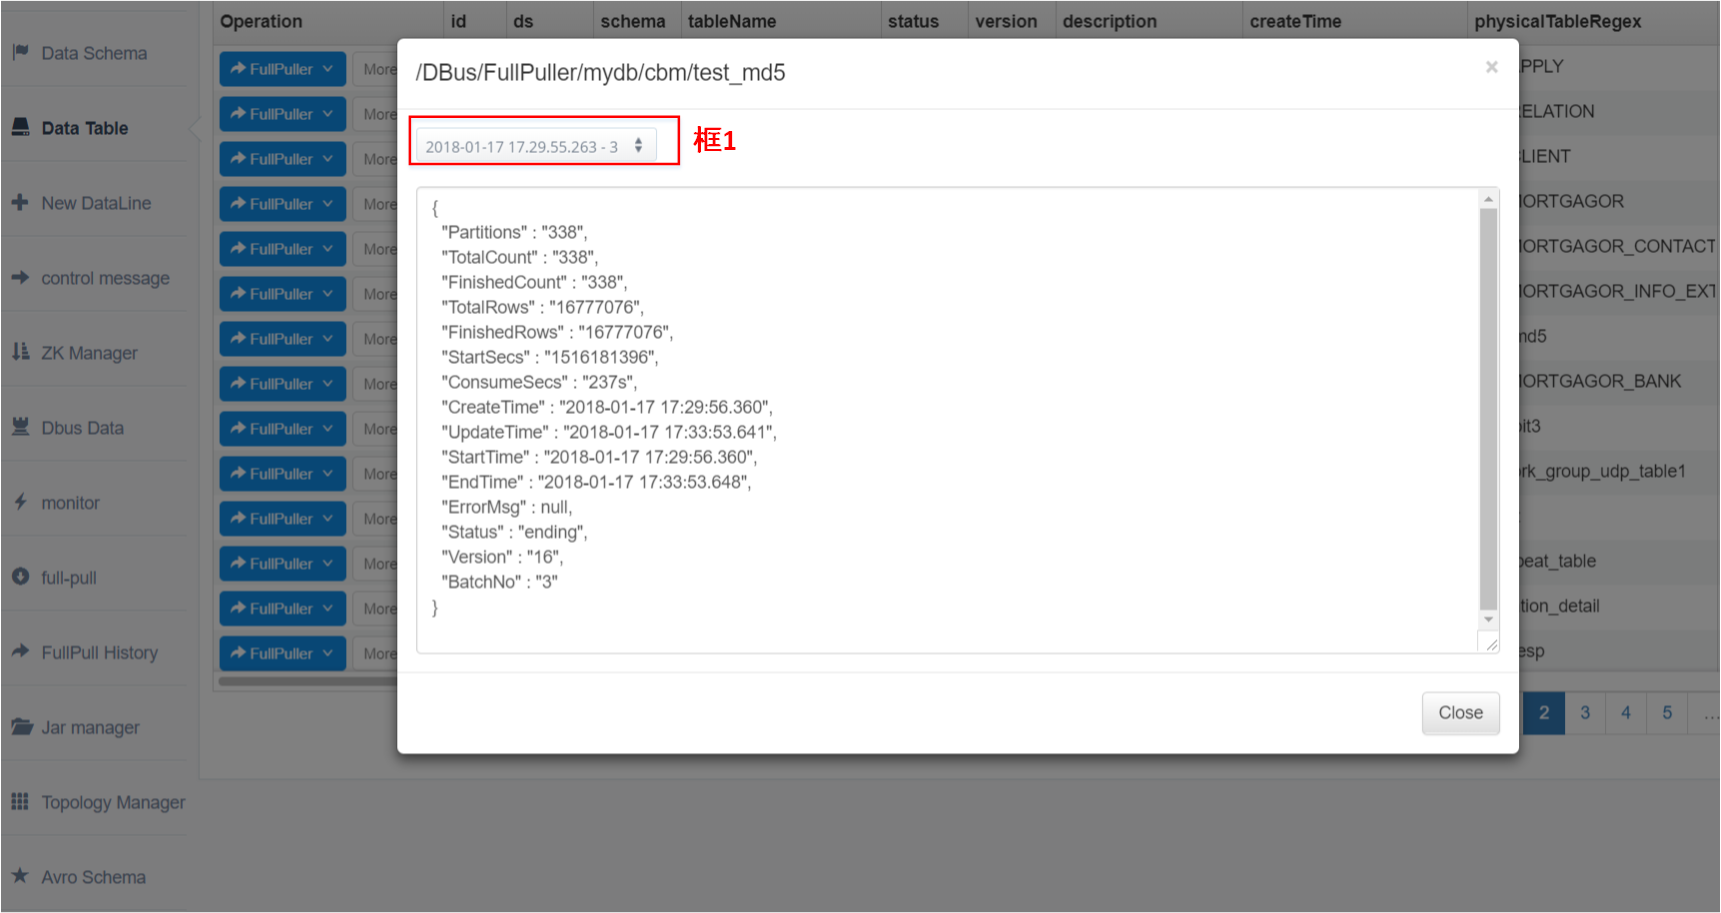 Operation id ds schema tableName status version description createTime physicalTableRegex
Data Schema
Data Table
New DataLine
control message
ZK Manager
Dbus Data
monitor
full-pull
FullPull History
Jar manager
Topology Manager
Avro Schema
FullPuller More
FullPuller More
FullPuller More
FullPuller More
FullPuller More
FullPuller More
FullPuller More
FullPuller More
FullPuller More
FullPuller More
FullPuller More
FullPuller More
FullPuller More
FullPuller More
/DBus/FullPuller/mydb/cbm/test_md5 ×
2018-01-17 17.29.55.263 - 3
框1
{
"Partitions" : "338",
"TotalCount" : "338",
"FinishedCount" : "338",
"TotalRows" : "16777076",
"FinishedRows" : "16777076",
"StartSecs" : "1516181396",
"ConsumeSecs" : "237s",
"CreateTime" : "2018-01-17 17:29:56.360",
"UpdateTime" : "2018-01-17 17:33:53.641",
"StartTime" : "2018-01-17 17:29:56.360",
"EndTime" : "2018-01-17 17:33:53.648",
"ErrorMsg" : null,
"Status" : "ending",
"Version" : "16",
"BatchNo" : "3"
}
Close
PPLY
ELATION
LIENT
ORTGAGOR
ORTGAGOR_CONTACT
ORTGAGOR_INFO_EXT
md5
ORTGAGOR_BANK
bit3
rk_group_udp_table1
beat_table
tion_detail
esp
2 3 4 5 ...